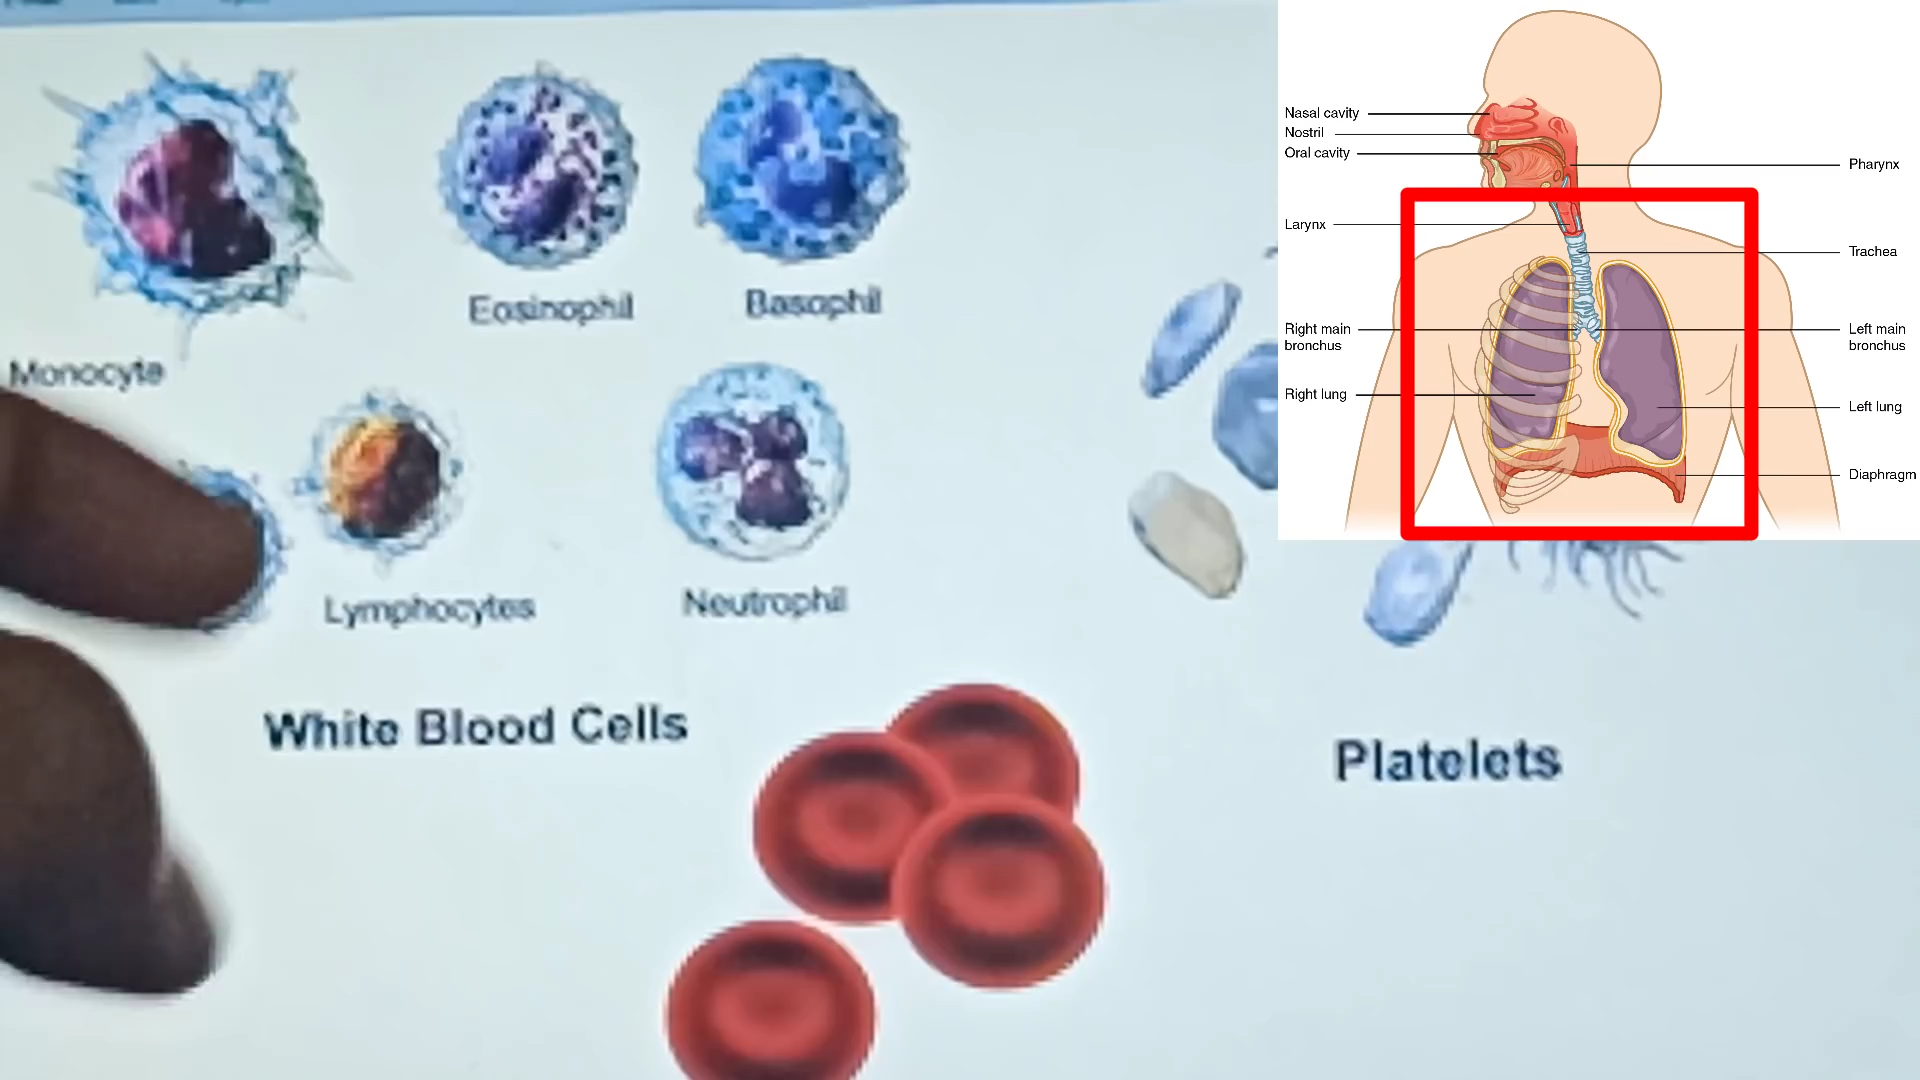 Monocyte
Eosinophil
Basophil
Lymphocytes
Neutrophil
White Blood Cells
Platelets
Nasal cavity
Nostril
Oral cavity
Pharynx
Larynx
Trachea
Right main
bronchus
Left main
bronchus
Right lung
Left lung
Diaphragm